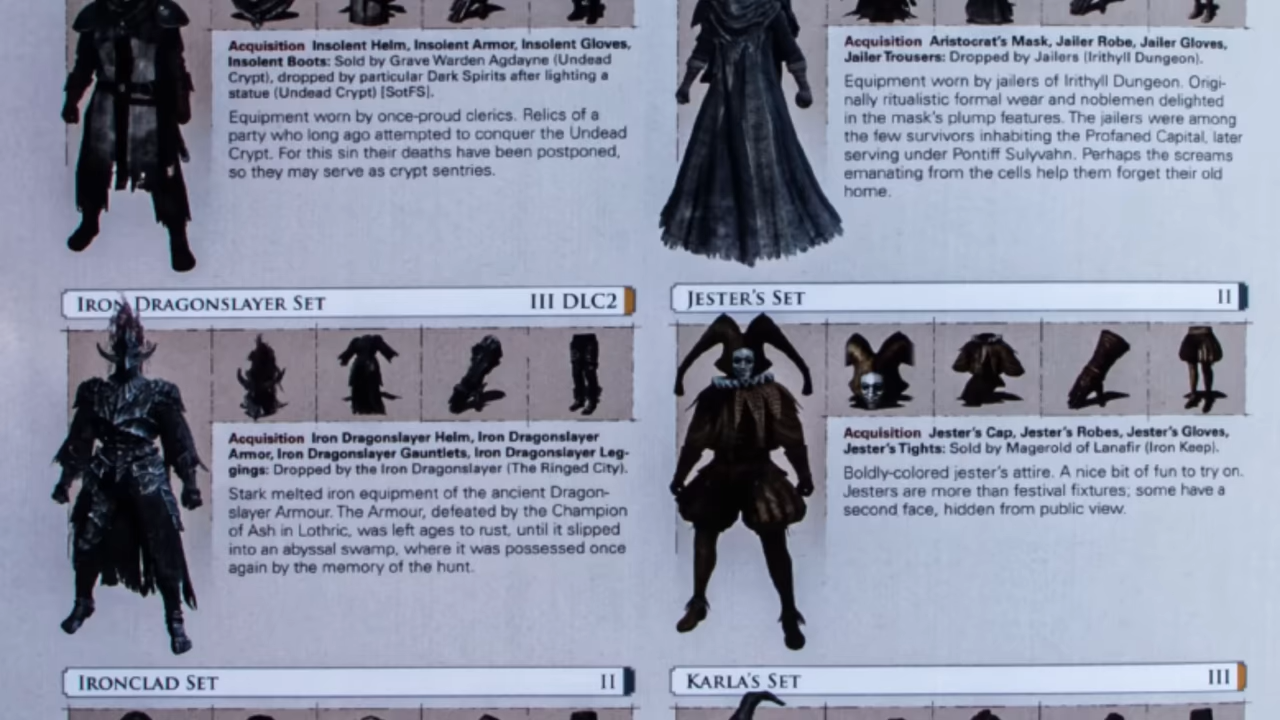 Acquisition Insolent Helm, Insolent Armor, Insolent Gloves,
Insolent Boots: Sold by Grave Warden Agdayne (Undead
Crypt), dropped by particular Dark Spirits after lighting a
statue (Undead Crypt) [SotFS].
Equipment worn by once-proud clerics. Relics of a
party who long ago attempted to conquer the Undead
Crypt. For this sin their deaths have been postponed,
so they may serve as crypt sentries.
Acquisition Aristocrat's Mask, Jailer Robe, Jailer Gloves,
Jailer Trousers: Dropped by Jailers (Irithyll Dungeon).
Equipment worn by jailers of Irithyll Dungeon. Origi-
nally ritualistic formal wear and noblemen delighted
in the mask's plump features. The jailers were among
the few survivors inhabiting the Profaned Capital, later
serving under Pontiff Sulyvahn. Perhaps the screams
emanating from the cells help them forget their old
home.
IRON DRAGONSLAYER SET III DLC2
Acquisition Iron Dragonslayer Helm, Iron Dragonslayer
Armor, Iron Dragonslayer Gauntlets, Iron Dragonslayer Leg-
gings: Dropped by the Iron Dragonslayer (The Ringed City).
Stark melted iron equipment of the ancient Dragon-
slayer Armour. The Armour, defeated by the Champion
of Ash in Lothric, was left ages to rust, until it slipped
into an abyssal swamp, where it was possessed once
again by the memory of the hunt.
JESTER'S SET II
Acquisition Jester's Cap, Jester's Robes, Jester's Gloves,
Jester's Tights: Sold by Magerold of Lanafir (Iron Keep).
Boldly-colored jester's attire. A nice bit of fun to try on.
Jesters are more than festival fixtures; some have a
second face, hidden from public view.
IRONCLAD SET II
KARLA'S SET III